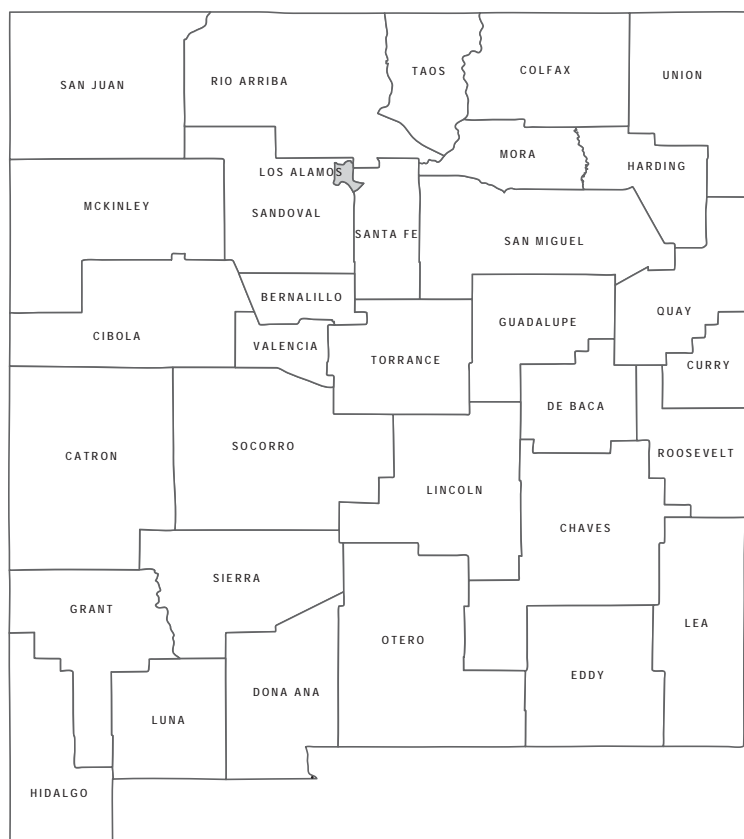 SAN JUAN
RIO ARRIBA
TAOS
COLFAX
UNION
MORA
HARDING
LOS ALAMOS
MCKINLEY
SANDOVAL
SANTA FE
SAN MIGUEL
BERNALILLO
QUAY
GUADALUPE
CIBOLA
VALENCIA
TORRANCE
CURRY
DE BACA
CATRON
SOCORRO
ROOSEVELT
LINCOLN
CHAVES
SIERRA
GRANT
OTERO
LEA
EDDY
DONA ANA
LUNA
HIDALGO